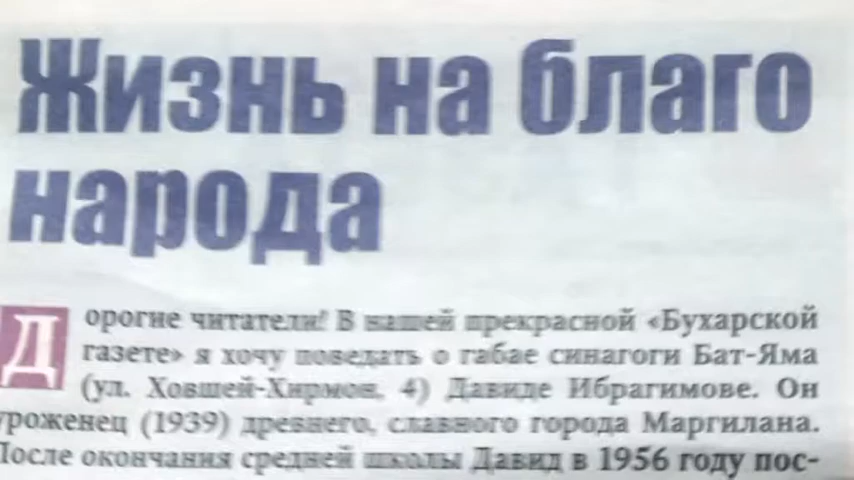 Жизнь на благо
народа
Дорогие читатели! В нашей прекрасной «Бухарской
газете» я хочу поведать о габае синагоги Бат-Яма
(ул. Ховшей-Хирмон, 4) Давиде Ибрагимове. Он
уроженец (1939) древнего, славного города Маргилана.
После окончания средней школы Давид в 1956 году пос-